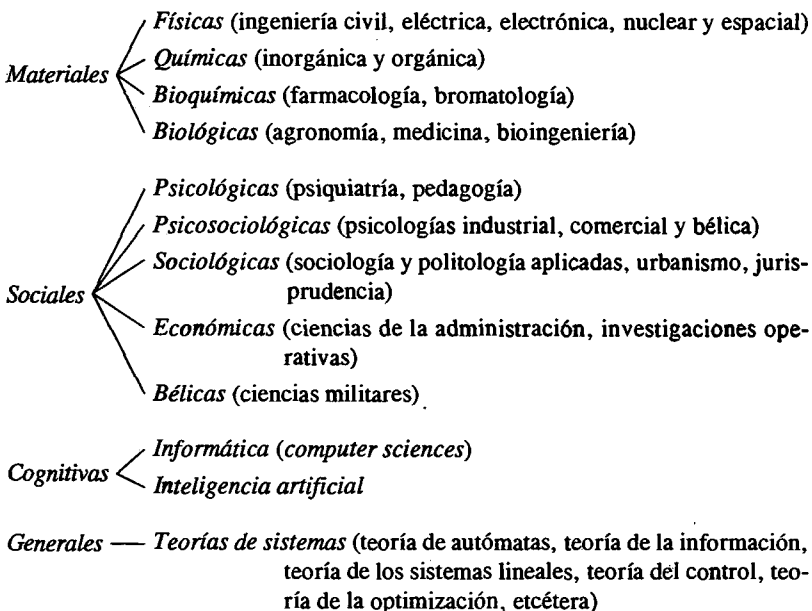 Físicas (ingeniería civil, eléctrica, electrónica, nuclear y espacial)
Químicas (inorgánica y orgánica)
Materiales
Bioquímicas (farmacología, bromatología)
Biológicas (agronomía, medicina, bioingeniería)
Psicológicas (psiquiatría, pedagogía)
Psicosociológicas (psicologías industrial, comercial y bélica)
Sociológicas (sociología y politología aplicadas, urbanismo, juris-
prudencia)
Sociales
Económicas (ciencias de la administración, investigaciones ope-
rativas)
Bélicas (ciencias militares)
Informática (computer sciences)
Cognitivas
Inteligencia artificial
Generales — Teorías de sistemas (teoría de autómatas, teoría de la información,
teoría de los sistemas lineales, teoría del control, teo-
ría de la optimización, etcétera)